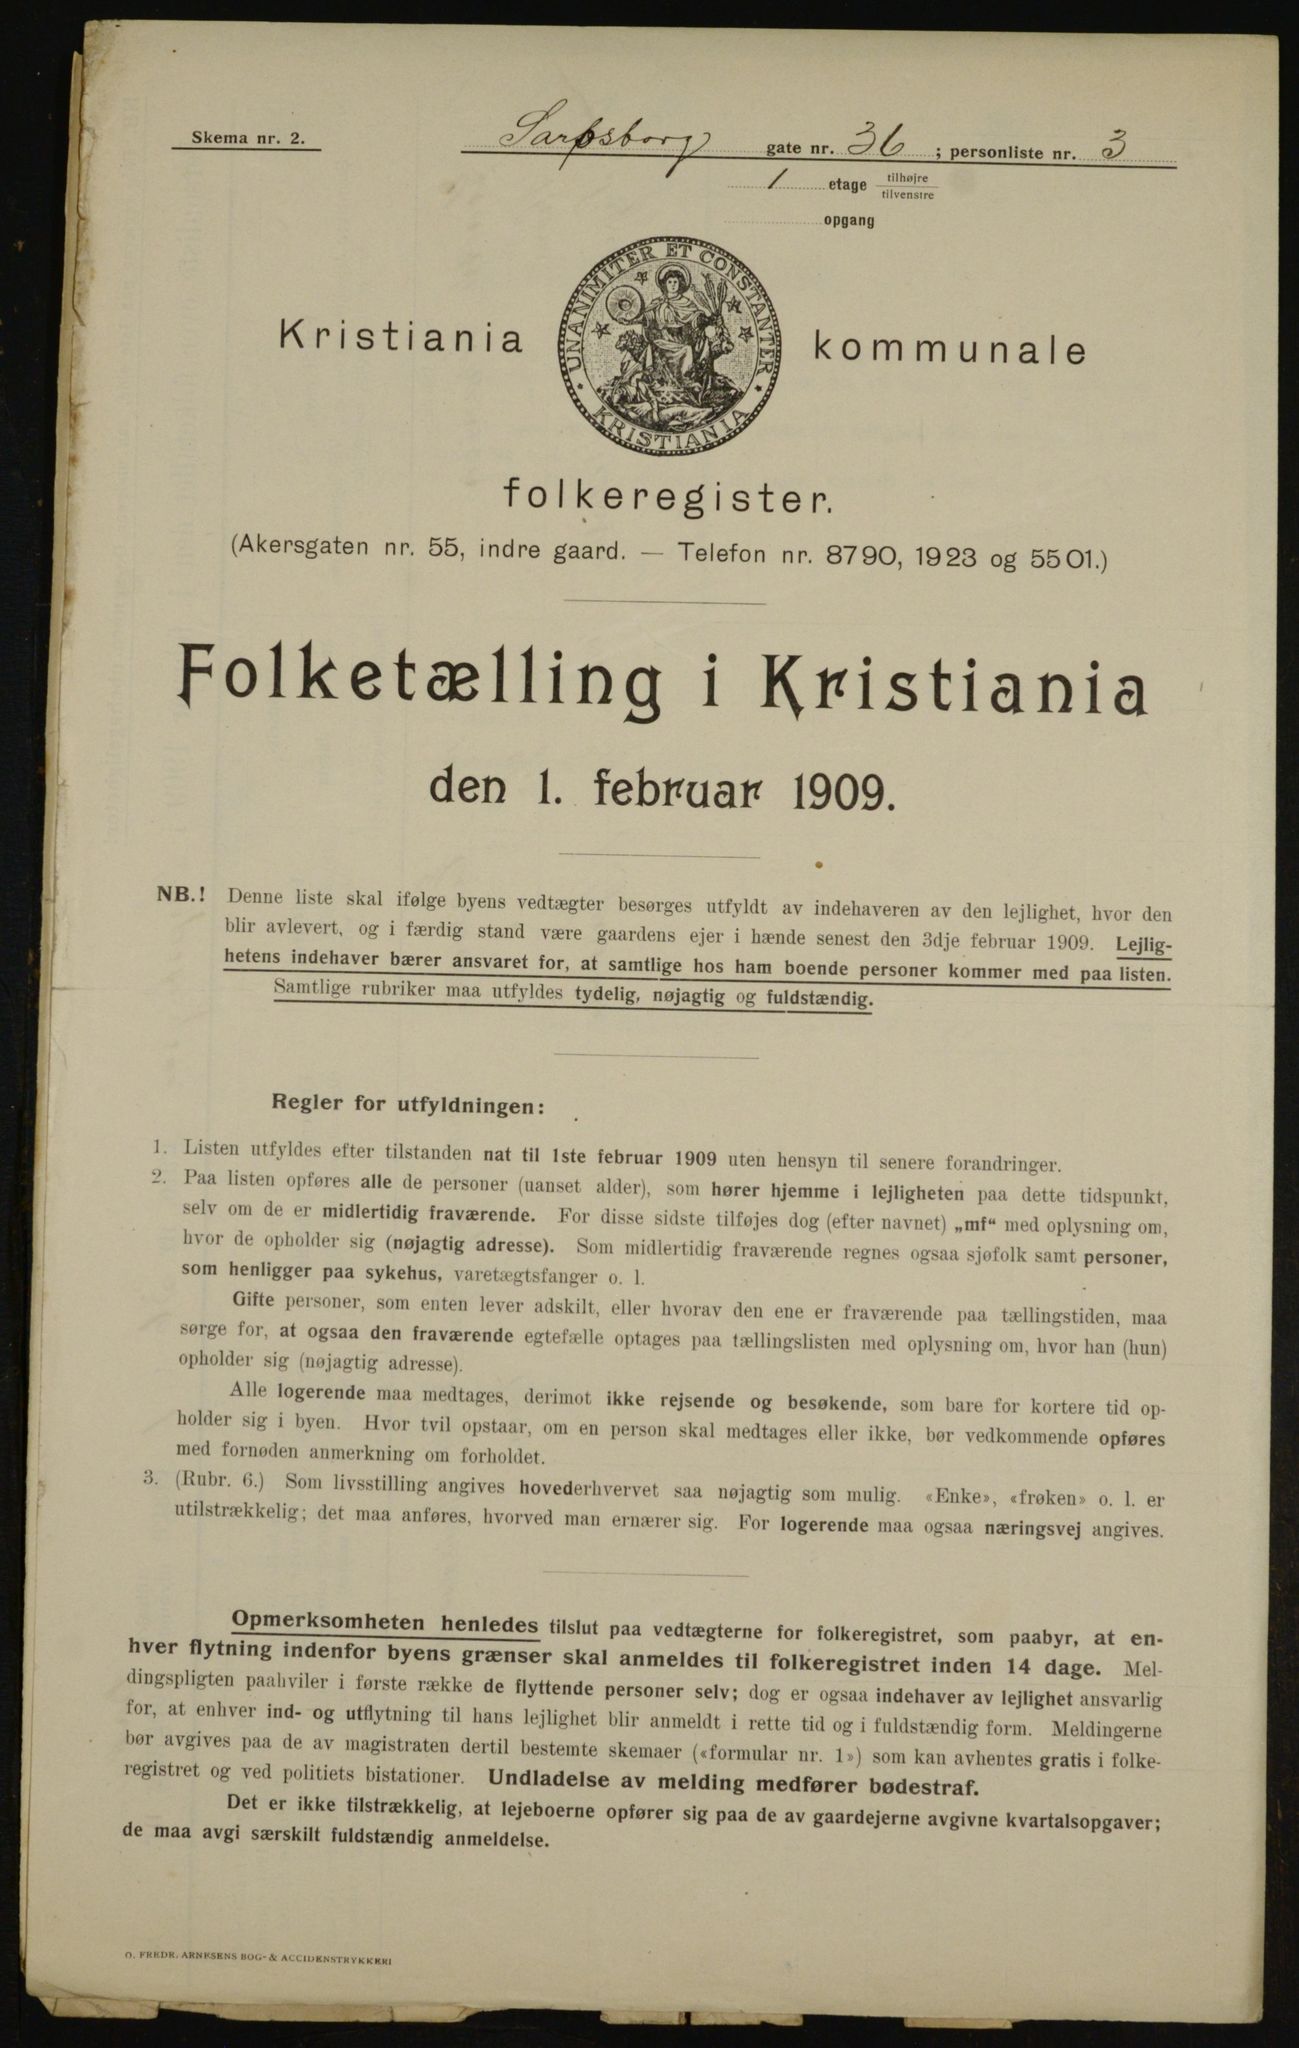 Skema nr. 2.
Sarpsborg gate nr. 36 ; personliste nr. 3
1 etage tilhøjre
tilvenstre
opgang
UNANIMITER ET CONSTANTER
KRISTIANIA
Kristiania kommunale
folkeregister.
(Akersgaten nr. 55, indre gaard. — Telefon nr. 8790, 1923 og 5501.)
Folketælling i Kristiania
den 1. februar 1909.
NB.! Denne liste skal ifølge byens vedtægter besørges utfyldt av indehaveren av den lejlighet, hvor den
blir avlevert, og i færdig stand være gaardens ejer i hænde senest den 3dje februar 1909. Lejlig-
hetens indehaver bærer ansvaret for, at samtlige hos ham boende personer kommer med paa listen.
Samtlige rubriker maa utfyldes tydelig, nøjagtig og fuldstændig.
Regler for utfyldningen:
1. Listen utfyldes efter tilstanden nat til 1ste februar 1909 uten hensyn til senere forandringer.
2. Paa listen opføres alle de personer (uanset alder), som hører hjemme i lejligheten paa dette tidspunkt,
selv om de er midlertidig fraværende. For disse sidste tilføjes dog (efter navnet) „mf“ med oplysning om,
hvor de opholder sig (nøjagtig adresse). Som midlertidig fraværende regnes ogsaa sjøfolk samt personer,
som henligger paa sykehus, varetægtsfanger o. l.
Gifte personer, som enten lever adskilt, eller hvorav den ene er fraværende paa tællingstiden, maa
sørge for, at ogsaa den fraværende egtefælle optages paa tællingslisten med oplysning om, hvor han (hun)
opholder sig (nøjagtig adresse).
Alle logerende maa medtages, derimot ikke rejsende og besøkende, som bare for kortere tid op-
holder sig i byen. Hvor tvil opstaar, om en person skal medtages eller ikke, bør vedkommende opføres
med fornøden anmerkning om forholdet.
3. (Rubr. 6.) Som livsstilling angives hovederhvervet saa nøjagtig som mulig. «Enke», «frøken» o. l. er
utilstrækkelig; det maa anføres, hvorved man ernærer sig. For logerende maa ogsaa næringsvej angives.
Opmerksomheten henledes tilslut paa vedtægterne for folkeregistret, som paabyr, at en-
hver flytning indenfor byens grænser skal anmeldes til folkeregistret inden 14 dage. Mel-
dingspligten paahviler i første række de flyttende personer selv; dog er ogsaa indehaver av lejlighet ansvarlig
for, at enhver ind- og utflytning til hans lejlighet blir anmeldt i rette tid og i fuldstændig form. Meldingerne
bør avgives paa de av magistraten dertil bestemte skemaer («formular nr. 1») som kan avhentes gratis i folke-
registret og ved politiets bistationer. Undladelse av melding medfører bødestraf.
Det er ikke tilstrækkelig, at lejeboerne opfører sig paa de av gaardejerne avgivne kvartalsopgaver;
de maa avgi særskilt fuldstændig anmeldelse.
O. FREDR. ARNESENS BOG- & ACCIDENSTRYKKERI